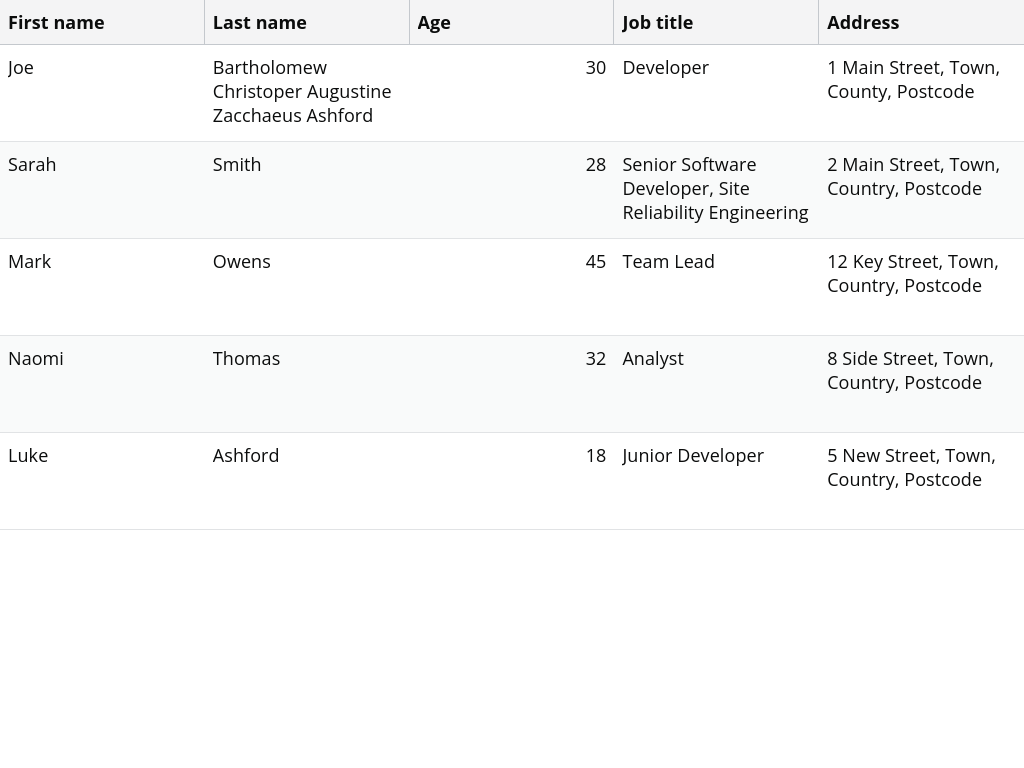 First name Last name Age Job title Address
Joe Bartholomew 30 Developer 1 Main Street, Town,
Christoper Augustine County, Postcode
Zacchaeus Ashford
Sarah Smith 28 Senior Software 2 Main Street, Town,
Developer, Site Country, Postcode
Reliability Engineering
Mark Owens 45 Team Lead 12 Key Street, Town,
Country, Postcode
Naomi Thomas 32 Analyst 8 Side Street, Town,
Country, Postcode
Luke Ashford 18 Junior Developer 5 New Street, Town,
Country, Postcode